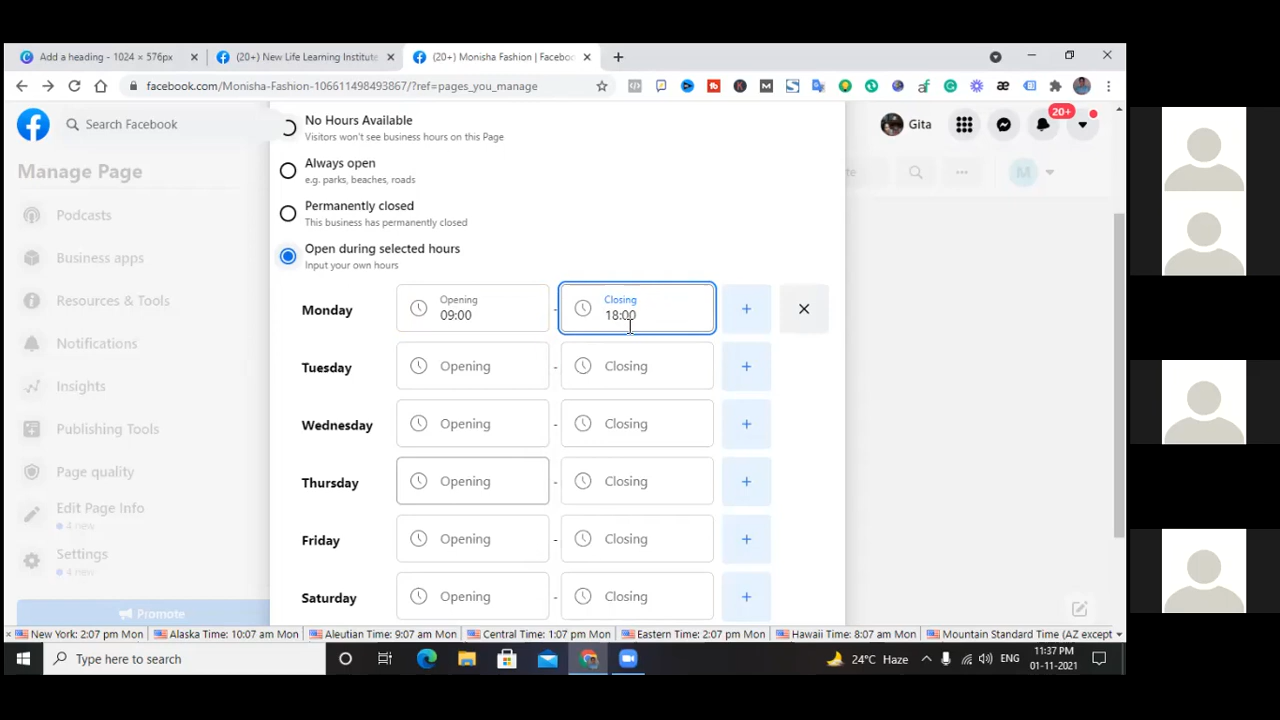 Add a heading - 1024 × 576px
(20+) New Life Learning Institute
(20+) Monisha Fashion | Faceboo
facebook.com/Monisha-Fashion-106611498493867/?ref=pages_you_manage
Search Facebook
Gita
20+
Manage Page
Podcasts
Business apps
Resources & Tools
Notifications
Insights
Publishing Tools
Page quality
Edit Page Info
4 new
Settings
4 new
Promote
M
No Hours Available
Visitors won't see business hours on this Page
Always open
e.g. parks, beaches, roads
Permanently closed
This business has permanently closed
Open during selected hours
Input your own hours
Monday
Opening
09:00
-
Closing
18:00
+
Tuesday Opening - Closing +
Wednesday Opening - Closing +
Thursday Opening - Closing +
Friday Opening - Closing +
Saturday Opening - Closing +
New York: 2:07 pm Mon Alaska Time: 10:07 am Mon Aleutian Time: 9:07 am Mon Central Time: 1:07 pm Mon Eastern Time: 2:07 pm Mon Hawaii Time: 8:07 am Mon Mountain Standard Time (AZ except
Type here to search
24°C Haze
ENG
11:37 PM
01-11-2021